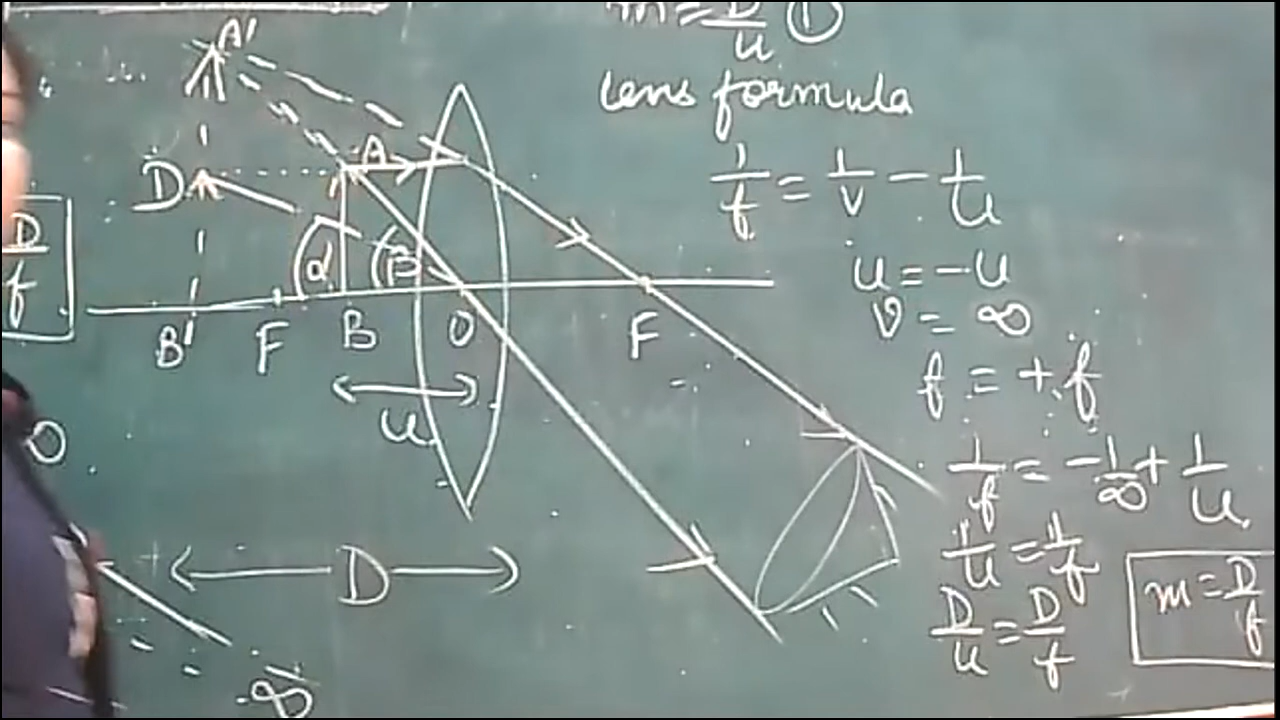 m = D/u ①
lens formula
1/f = 1/v - 1/u
u = -u
v = ∞
f = +f
1/f = -1/∞ + 1/u
1/u = 1/f
D/u = D/f
m = D/f
A'
A
D
α
β
B'
F
B
O
F
u
D
D/f
O
∞